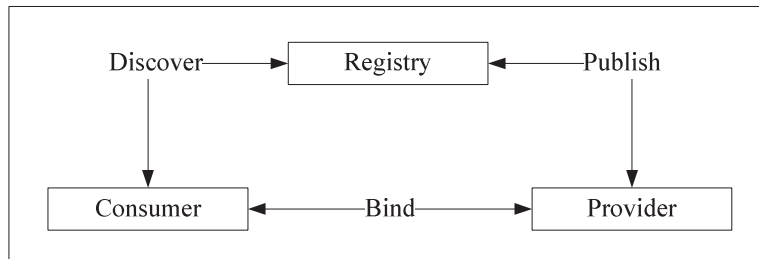 Discover
Registry
Publish
Consumer
Bind
Provider